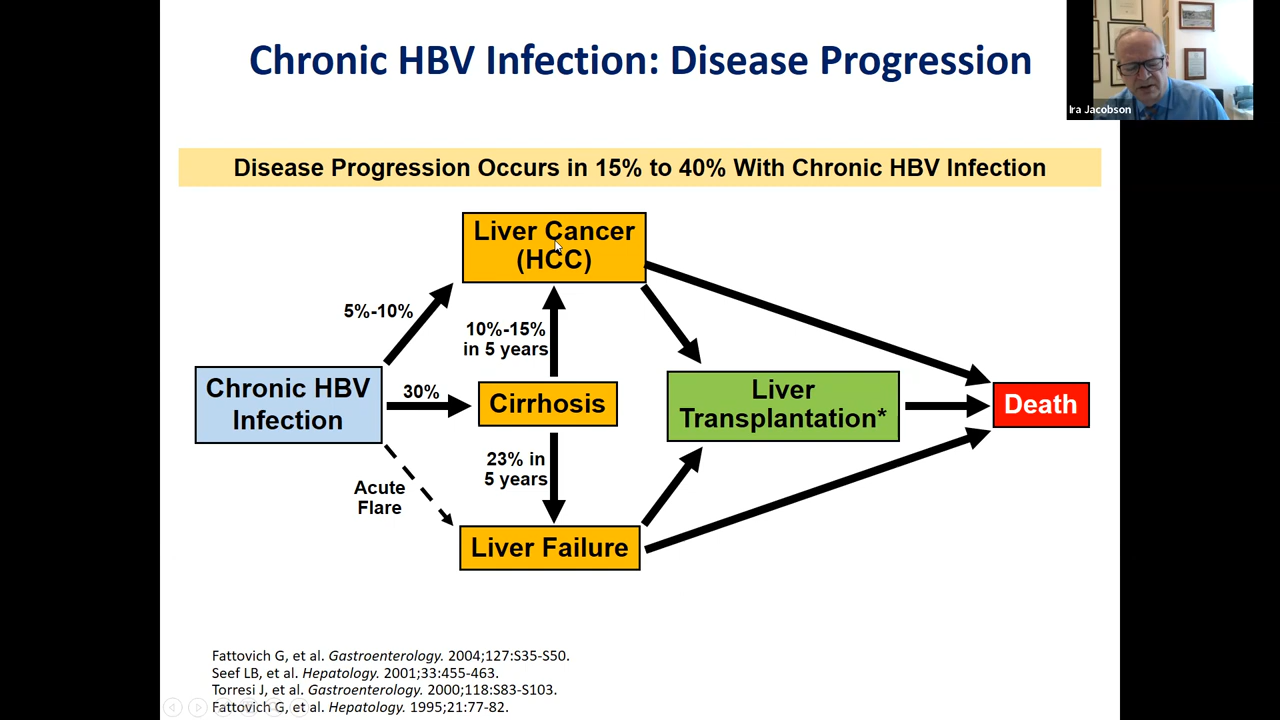 Chronic HBV Infection: Disease Progression
Ira Jacobson
Disease Progression Occurs in 15% to 40% With Chronic HBV Infection
Liver Cancer
(HCC)
5%-10%
10%-15%
in 5 years
Chronic HBV
Infection
30%
Cirrhosis
Liver
Transplantation*
Death
23% in
5 years
Acute
Flare
Liver Failure
Fattovich G, et al. Gastroenterology. 2004;127:S35-S50.
Seef LB, et al. Hepatology. 2001;33:455-463.
Torresi J, et al. Gastroenterology. 2000;118:S83-S103.
Fattovich G, et al. Hepatology. 1995;21:77-82.